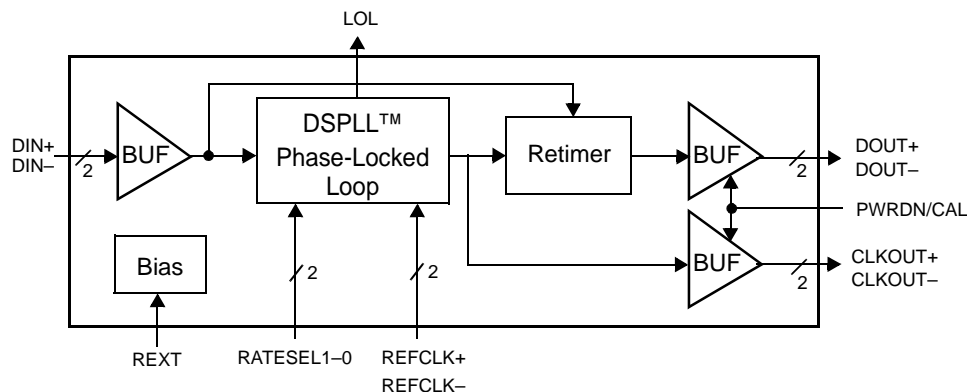 LOL
DIN+
DIN–
2
BUF
DSPLL™
Phase-Locked
Loop
Retimer
BUF
2
DOUT+
DOUT–
PWRDN/CAL
Bias
2
2
BUF
2
CLKOUT+
CLKOUT–
REXT
RATESEL1–0
REFCLK+
REFCLK–